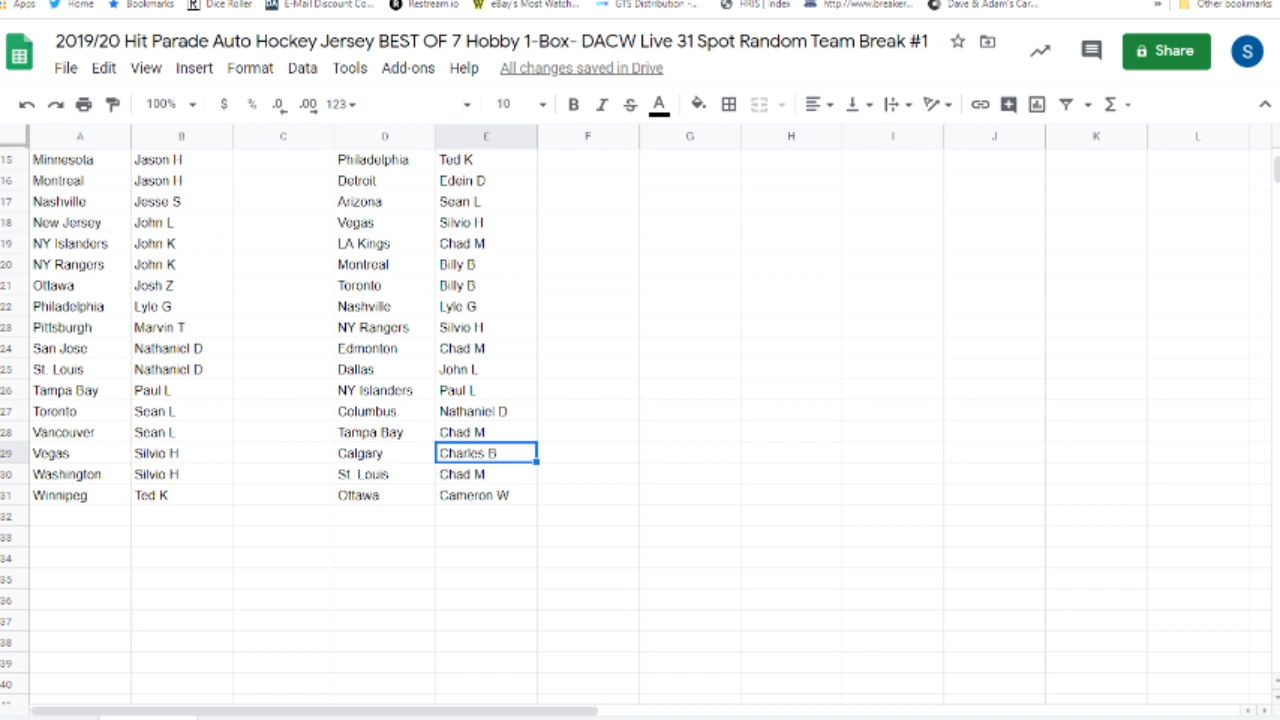 Apps Home Bookmarks Dice Roller E-Mail Discount Co... Restream.io eBay's Most Watch... GTS Distribution -... HRIS | Index http://www.breaker... Dave & Adam's Car... » Other bookmarks
2019/20 Hit Parade Auto Hockey Jersey BEST OF 7 Hobby 1-Box- DACW Live 31 Spot Random Team Break #1
Share
S
File Edit View Insert Format Data Tools Add-ons Help All changes saved in Drive
100% $ % .0 .00 123 10 B I S A
A B C D E F G H I J K L
15 Minnesota Jason H Philadelphia Ted K
16 Montreal Jason H Detroit Edein D
17 Nashville Jesse S Arizona Sean L
18 New Jersey John L Vegas Silvio H
19 NY Islanders John K LA Kings Chad M
20 NY Rangers John K Montreal Billy B
21 Ottawa Josh Z Toronto Billy B
22 Philadelphia Lyle G Nashville Lyle G
23 Pittsburgh Marvin T NY Rangers Silvio H
24 San Jose Nathaniel D Edmonton Chad M
25 St. Louis Nathaniel D Dallas John L
26 Tampa Bay Paul L NY Islanders Paul L
27 Toronto Sean L Columbus Nathaniel D
28 Vancouver Sean L Tampa Bay Chad M
29 Vegas Silvio H Calgary Charles B
30 Washington Silvio H St. Louis Chad M
31 Winnipeg Ted K Ottawa Cameron W
32
33
34
35
36
37
38
39
40